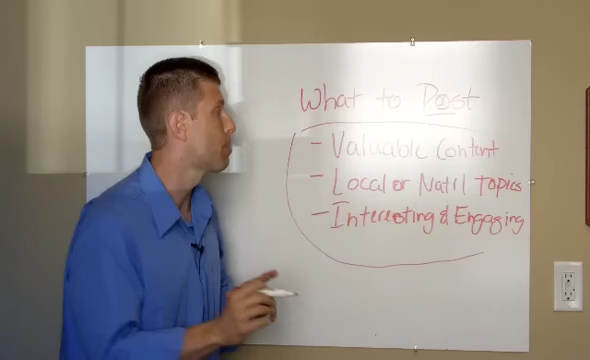 What to Post
- Valuable Content
- Local or Nat'l Topics
- Interesting & Engaging